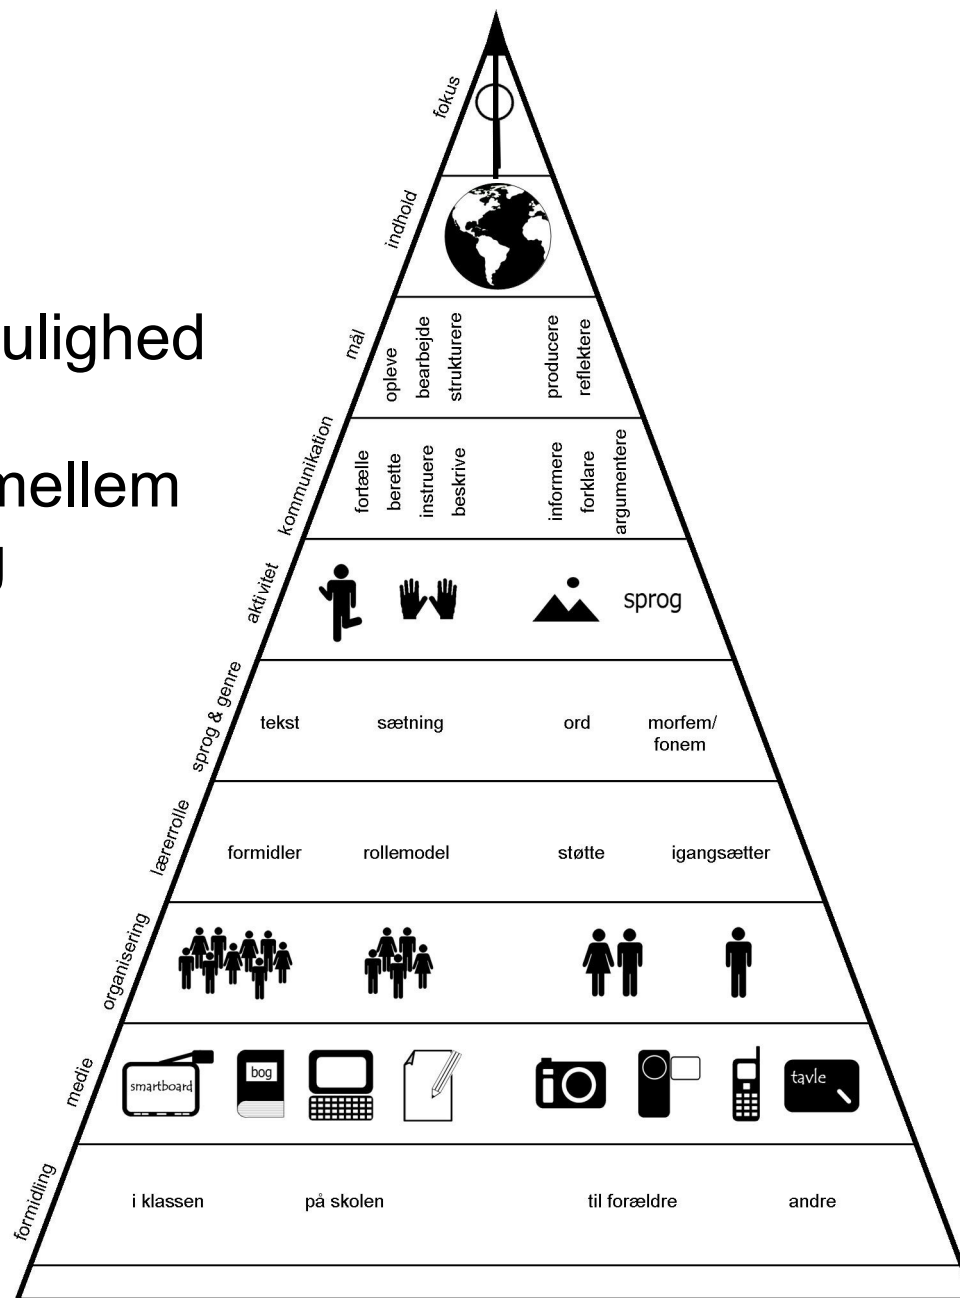 fokus
indhold
ulighed
mål
opleve
bearbejde
strukturere
producere
reflektere
mellem
kommunikation
fortælle
berette
instruere
beskrive
informere
forklare
argumentere
g
aktivitet
sprog
sprog & genre
tekst sætning ord morfem/
fonem
lærerrolle
formidler rollemodel støtte igangsætter
organisering
medie
smartboard
bog
tavle
formidling
i klassen på skolen til forældre andre